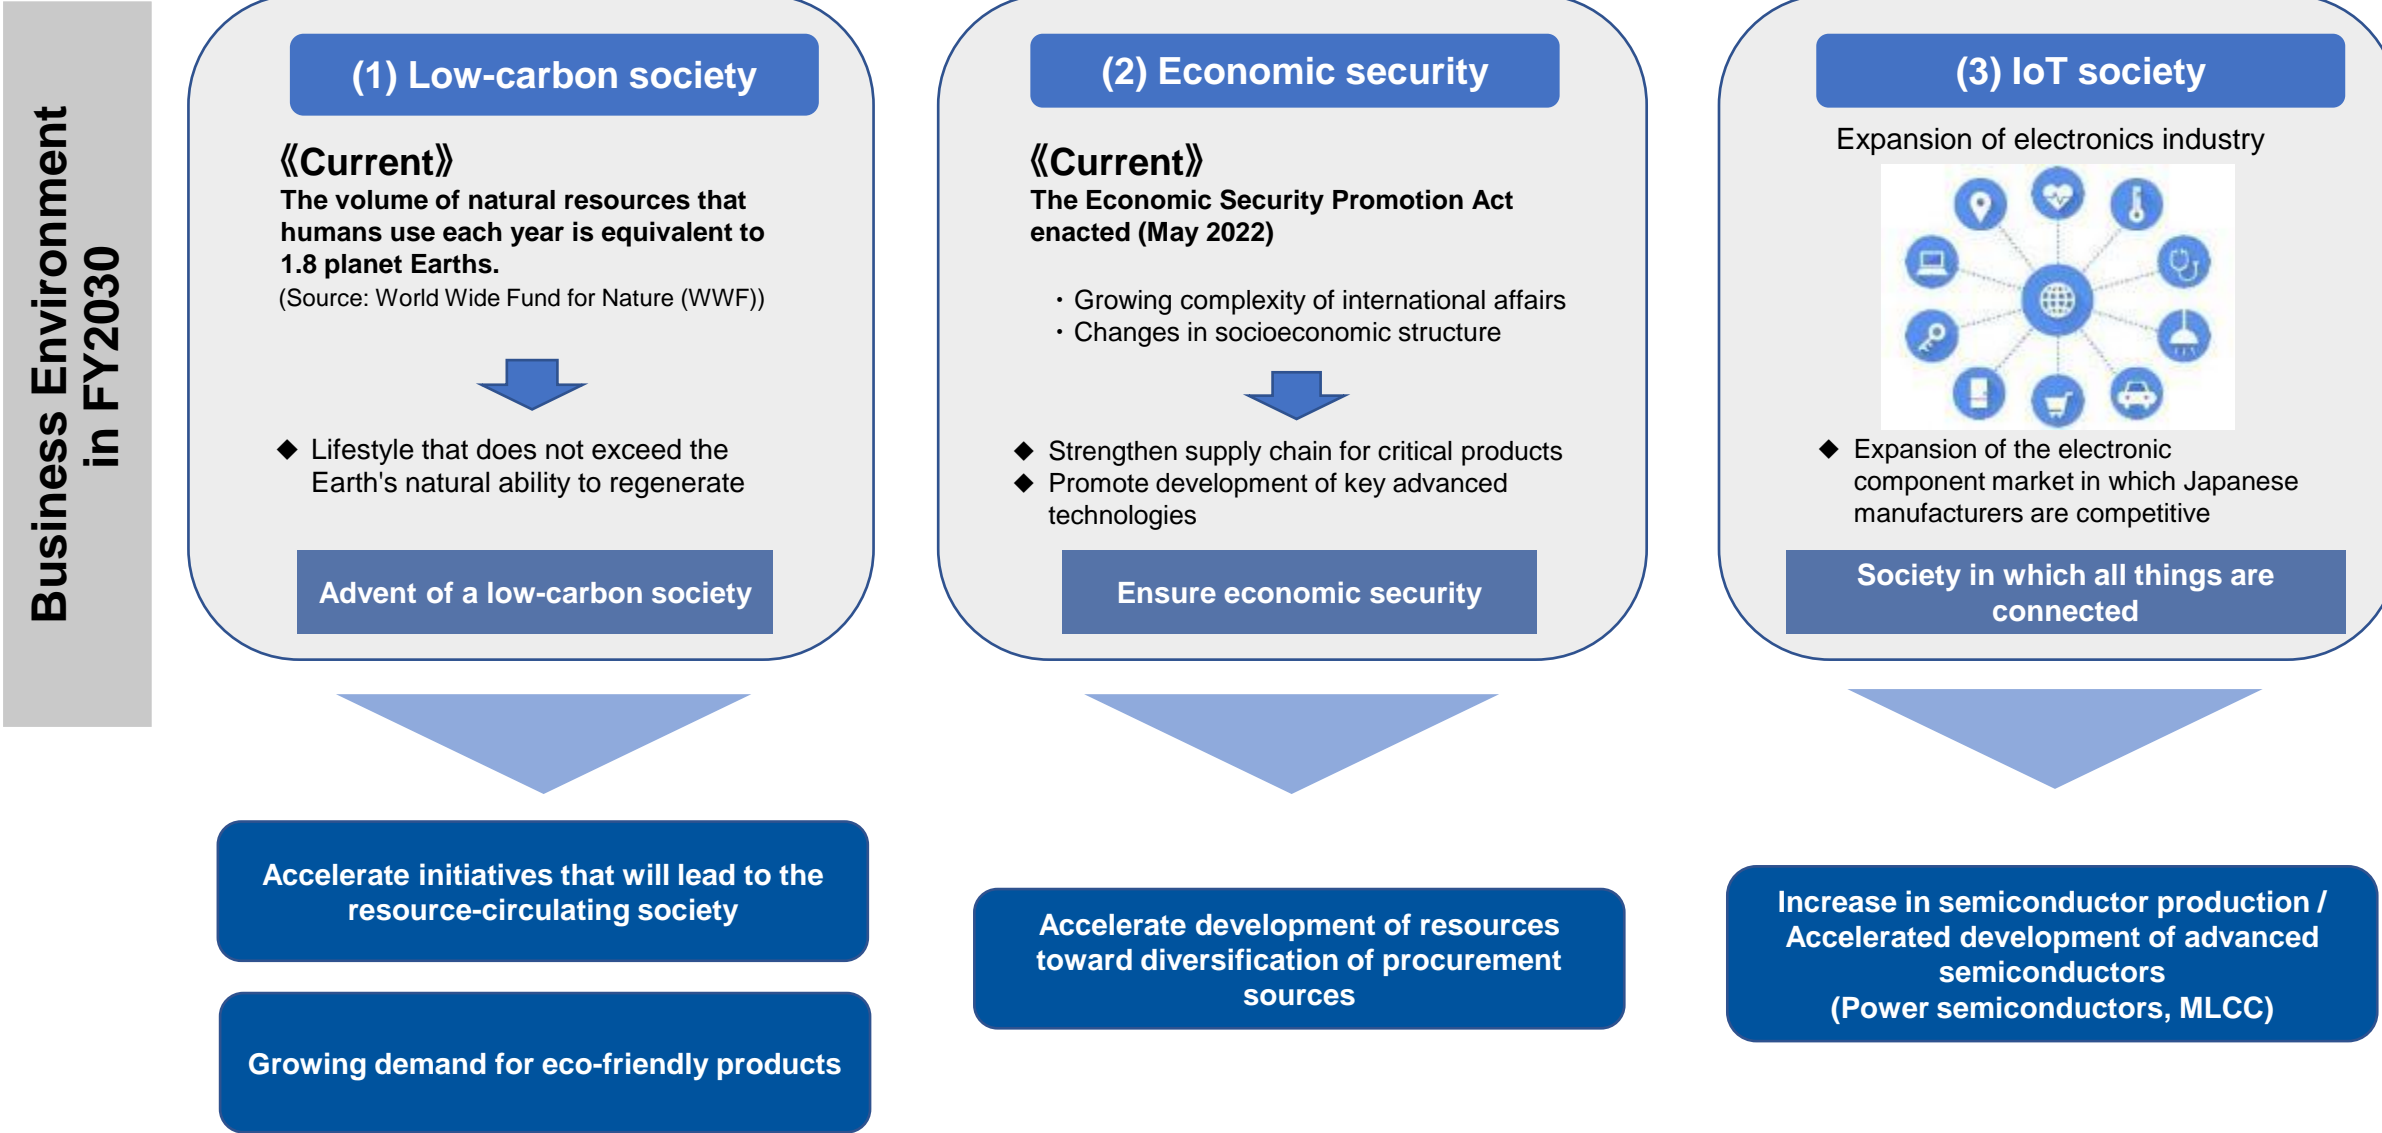 Business Environment
in FY2030
(1) Low-carbon society
《Current》
The volume of natural resources that
humans use each year is equivalent to
1.8 planet Earths.
(Source: World Wide Fund for Nature (WWF))
◆ Lifestyle that does not exceed the
Earth's natural ability to regenerate
Advent of a low-carbon society
Accelerate initiatives that will lead to the
resource-circulating society
Growing demand for eco-friendly products
(2) Economic security
《Current》
The Economic Security Promotion Act
enacted (May 2022)
・Growing complexity of international affairs
・Changes in socioeconomic structure
◆ Strengthen supply chain for critical products
◆ Promote development of key advanced
technologies
Ensure economic security
Accelerate development of resources
toward diversification of procurement
sources
(3) IoT society
Expansion of electronics industry
◆ Expansion of the electronic
component market in which Japanese
manufacturers are competitive
Society in which all things are
connected
Increase in semiconductor production /
Accelerated development of advanced
semiconductors
(Power semiconductors, MLCC)